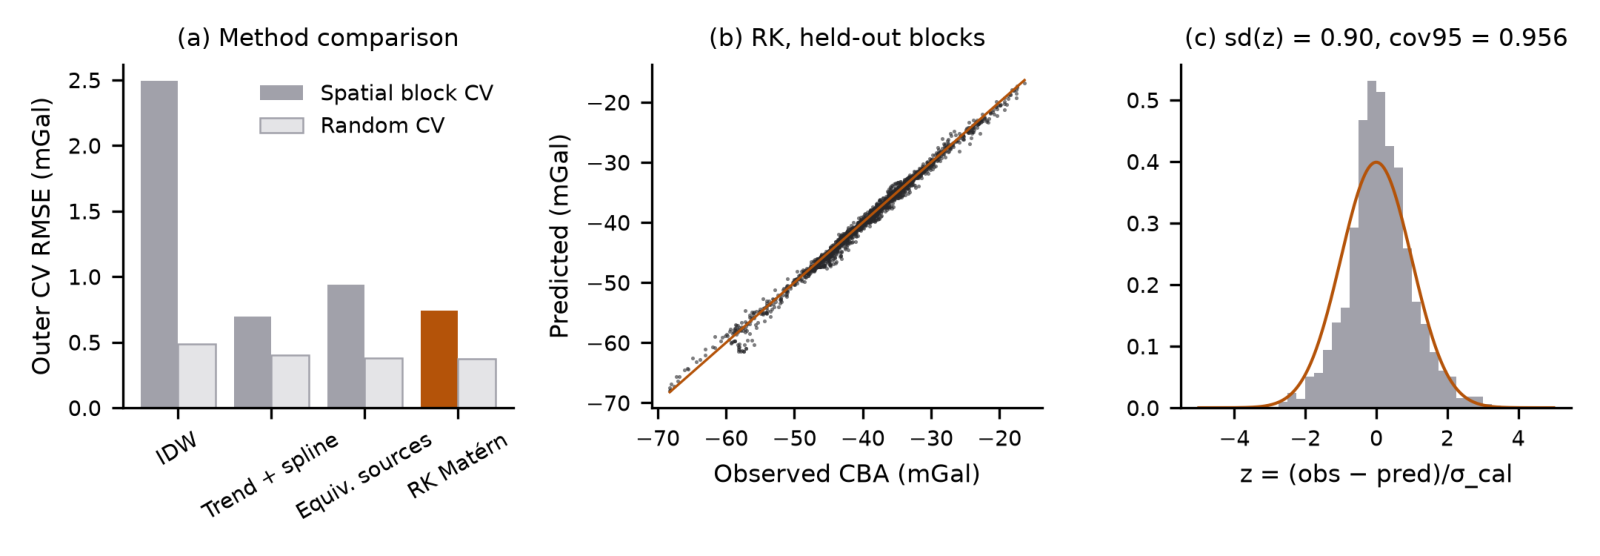 (a) Method comparison
Outer CV RMSE (mGal)
2.5
2.0
1.5
1.0
0.5
0.0
Spatial block CV
Random CV
IDW
Trend + spline
Equiv. sources
RK Matérn
(b) RK, held-out blocks
Predicted (mGal)
−20
−30
−40
−50
−60
−70
−70 −60 −50 −40 −30 −20
Observed CBA (mGal)
(c) sd(z) = 0.90, cov95 = 0.956
0.5
0.4
0.3
0.2
0.1
0.0
−4 −2 0 2 4
z = (obs − pred)/σ_cal